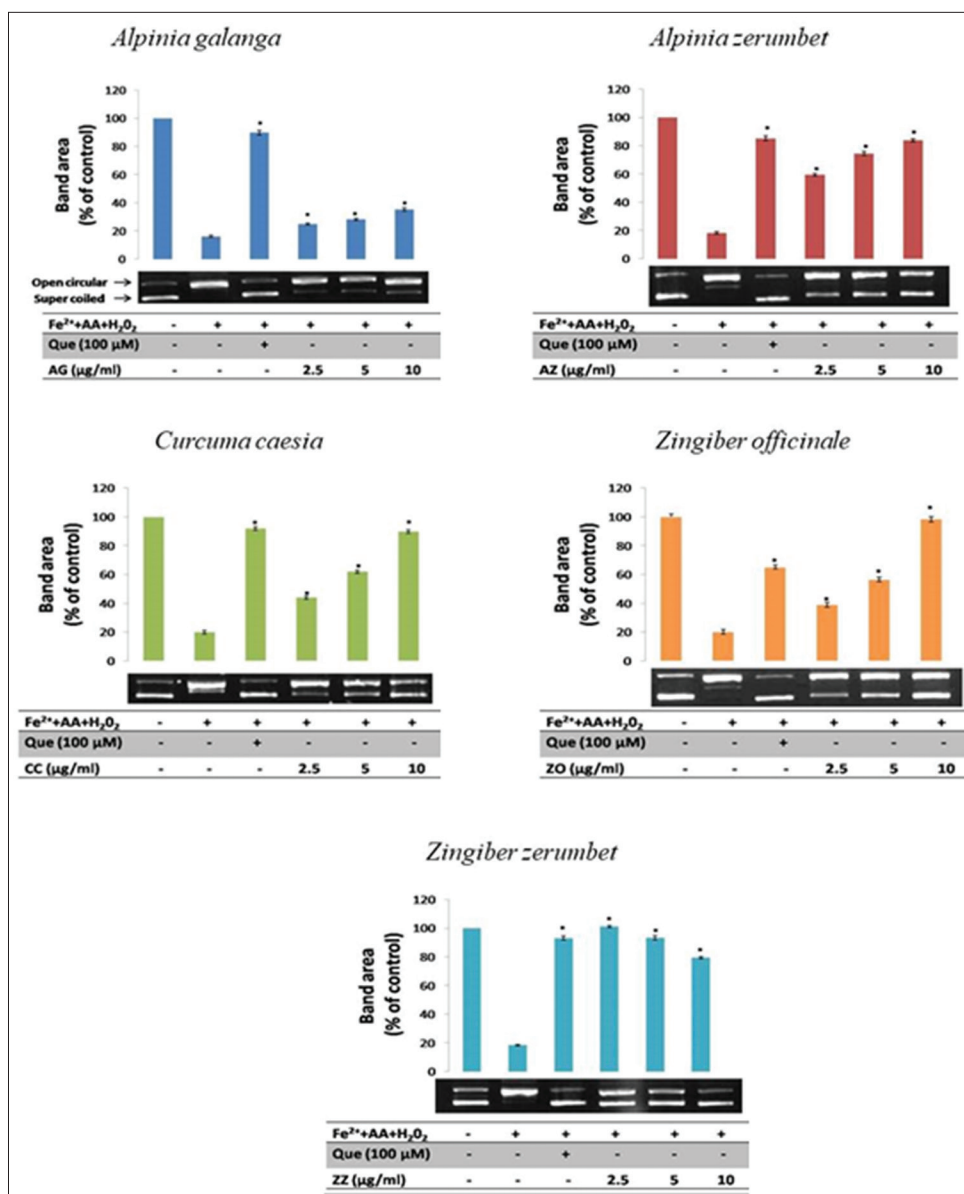 Alpinia galanga
120
100
80
60
40
20
0
Band area
(% of control)
Open circular
Super coiled
Fe²⁺+AA+H₂0₂ - + + + + +
Que (100 µM) - - + - - -
AG (µg/ml) - - - 2.5 5 10
Alpinia zerumbet
120
100
80
60
40
20
0
Band area
(% of control)
Fe²⁺+AA+H₂0₂ - + + + + +
Que (100 µM) - - + - - -
AZ (µg/ml) - - - 2.5 5 10
Curcuma caesia
120
100
80
60
40
20
0
Band area
(% of control)
Fe²⁺+AA+H₂0₂ - + + + + +
Que (100 µM) - - + - - -
CC (µg/ml) - - - 2.5 5 10
Zingiber officinale
120
100
80
60
40
20
0
Band area
(% of control)
Fe²⁺+AA+H₂0₂ - + + + + +
Que (100 µM) - - + - - -
ZO (µg/ml) - - - 2.5 5 10
Zingiber zerumbet
120
100
80
60
40
20
0
Band area
(% of control)
Fe²⁺+AA+H₂0₂ - + + + + +
Que (100 µM) - - + - - -
ZZ (µg/ml) - - - 2.5 5 10